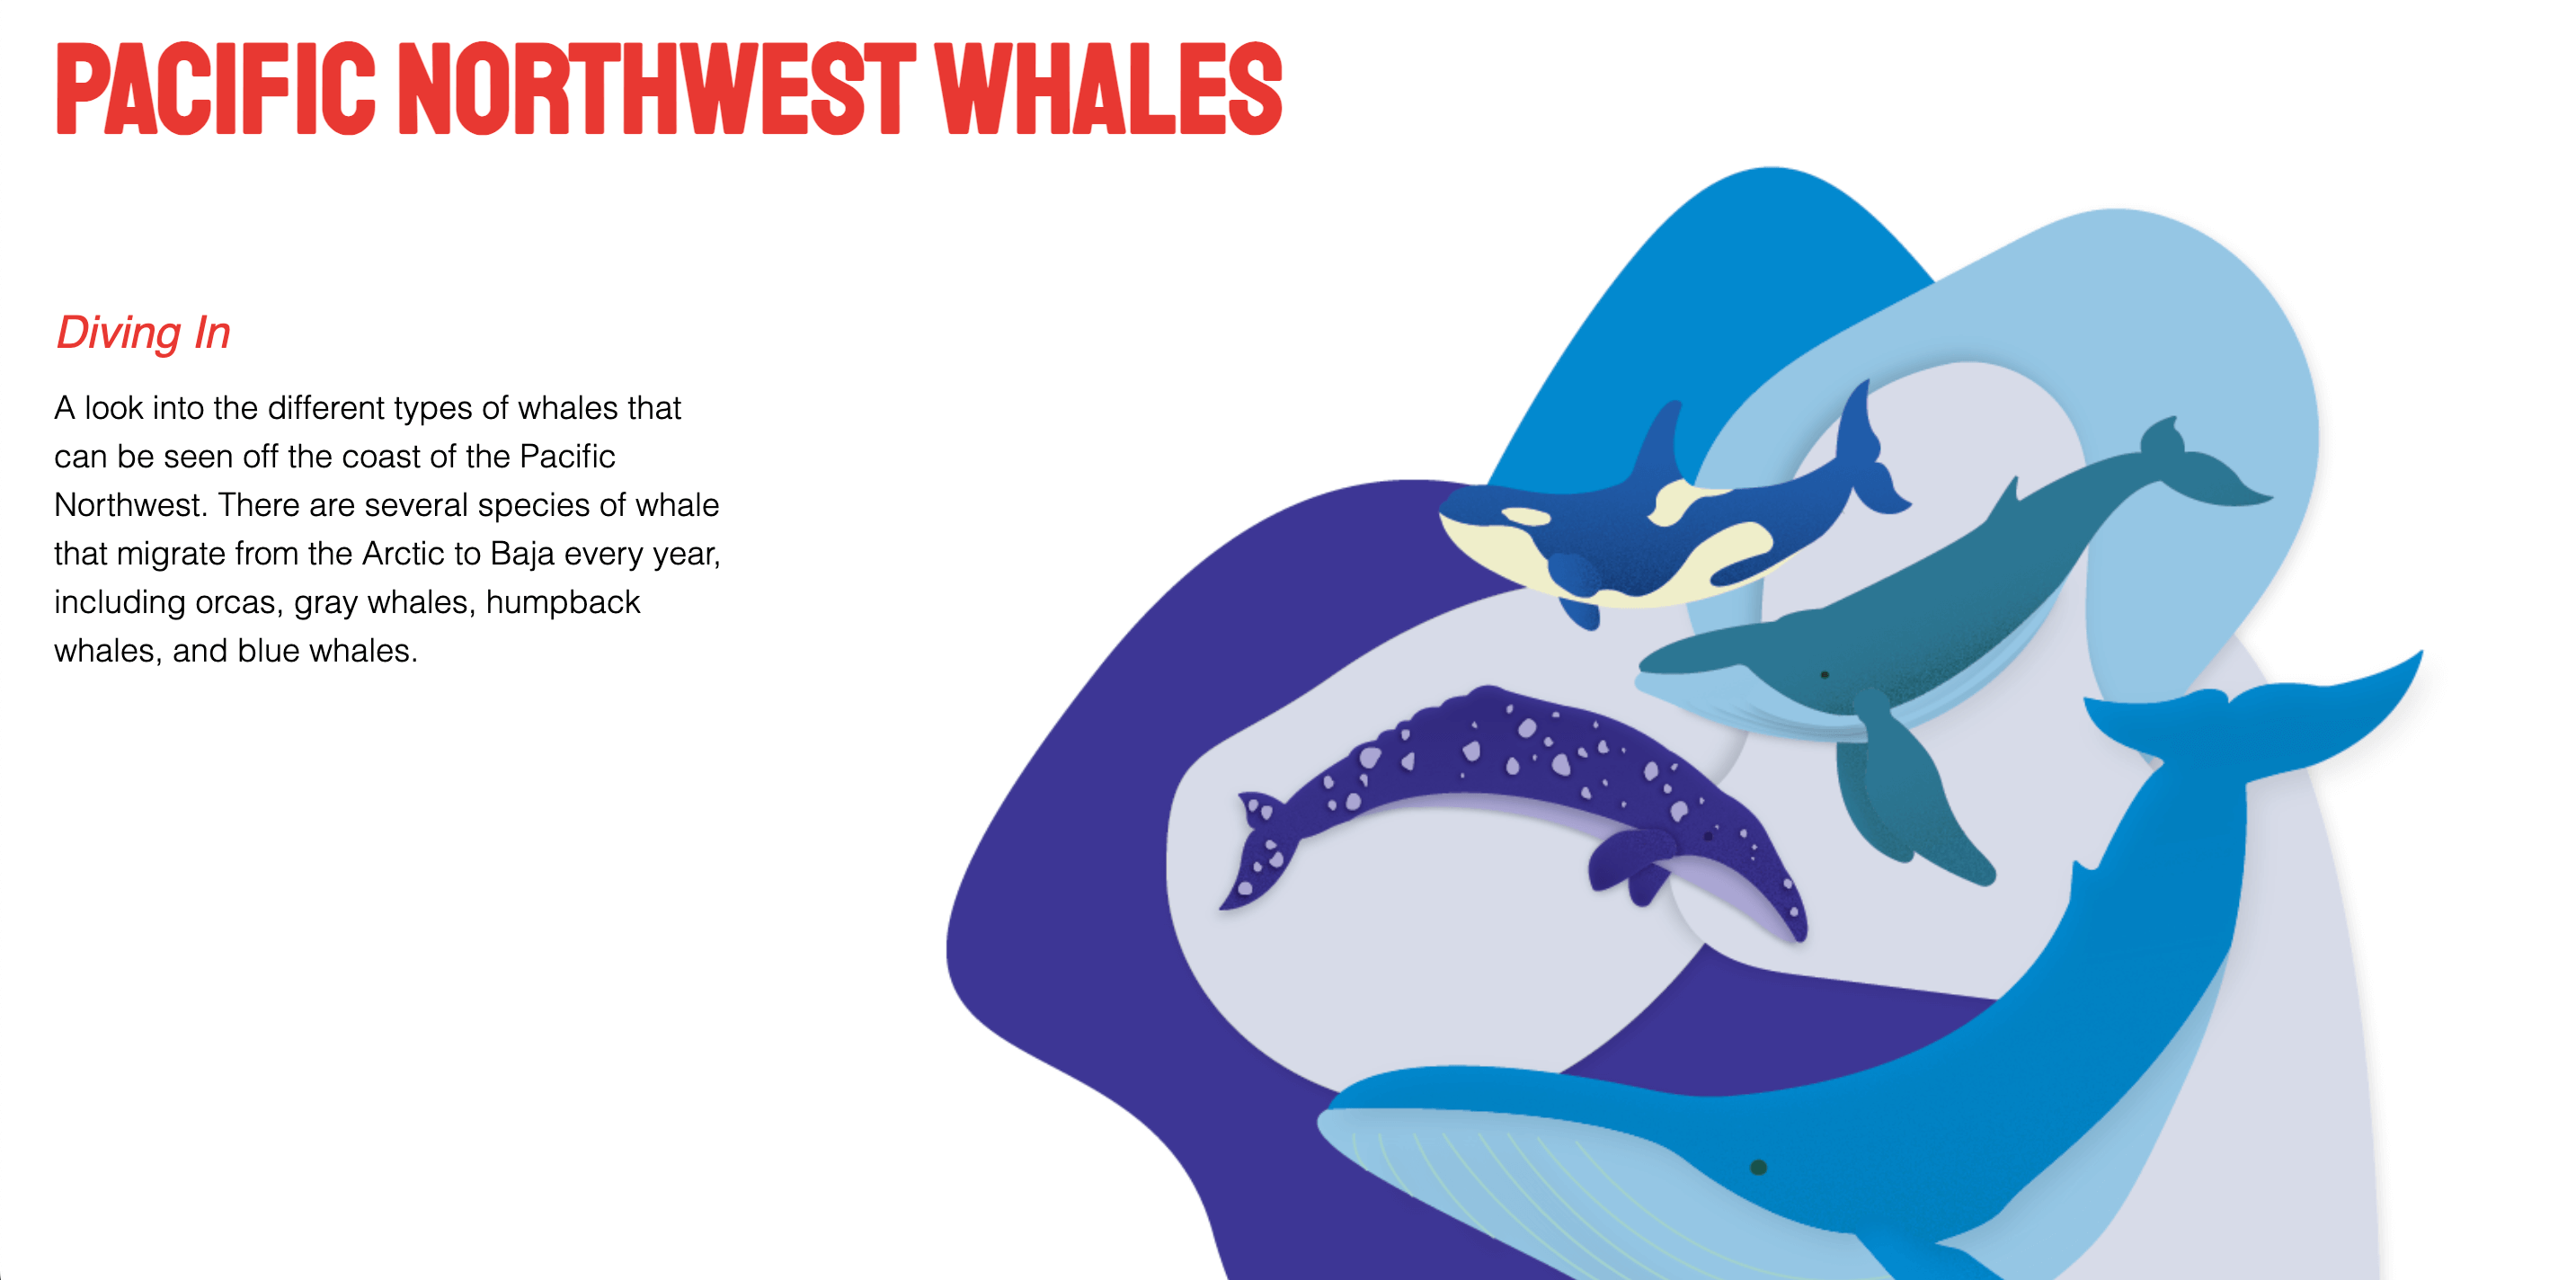 PACIFIC NORTHWEST WHALES
Diving In
A look into the different types of whales that
can be seen off the coast of the Pacific
Northwest. There are several species of whale
that migrate from the Arctic to Baja every year,
including orcas, gray whales, humpback
whales, and blue whales.